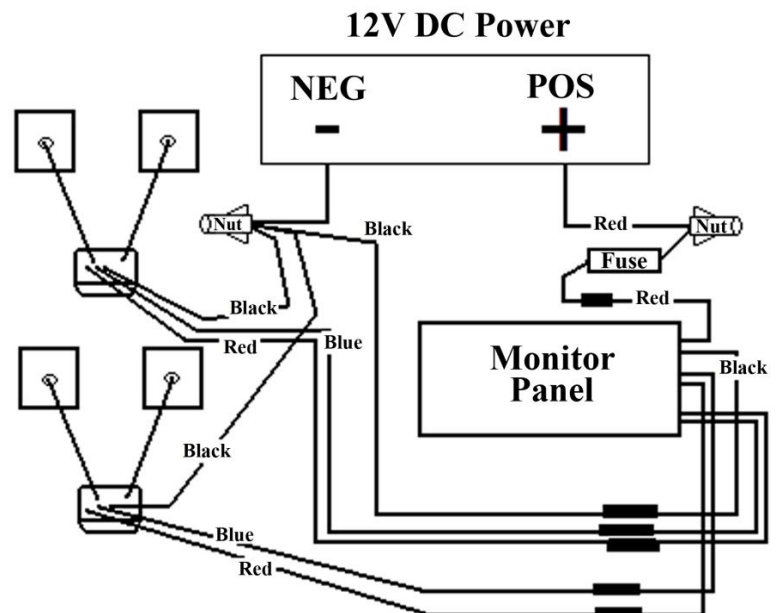 12V DC Power
NEG
POS
-
+
Nut
Black
Red
Nut
Fuse
Black
Red
Red
Blue
Monitor
Panel
Black
Black
Blue
Red